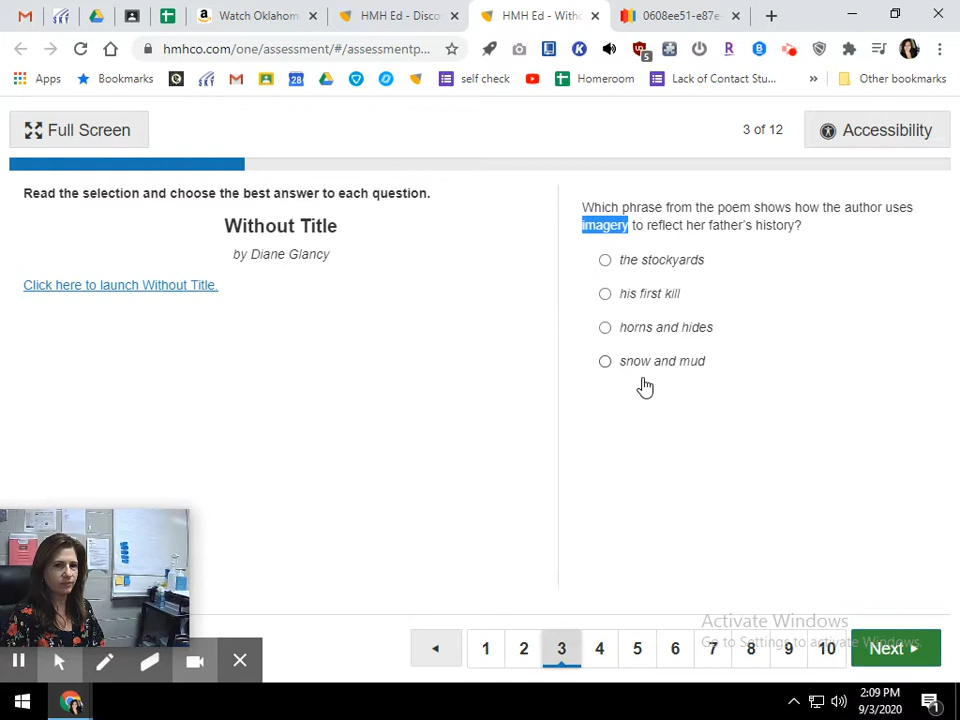 Watch Oklahom
HMH Ed - Disco
HMH Ed - With
0608ee51-e87e-
hmhco.com/one/assessment/#/assessmentp...
5
Apps
Bookmarks
28
self check
Homeroom
Lack of Contact Stu...
Other bookmarks
Full Screen
3 of 12
Accessibility
Read the selection and choose the best answer to each question.
Without Title
by Diane Glancy
Click here to launch Without Title.
Which phrase from the poem shows how the author uses
imagery to reflect her father's history?
the stockyards
his first kill
horns and hides
snow and mud
Activate Windows
Go to Settings to activate Windows.
1 2 3 4 5 6 7 8 9 10 Next
2:09 PM
9/3/2020
1